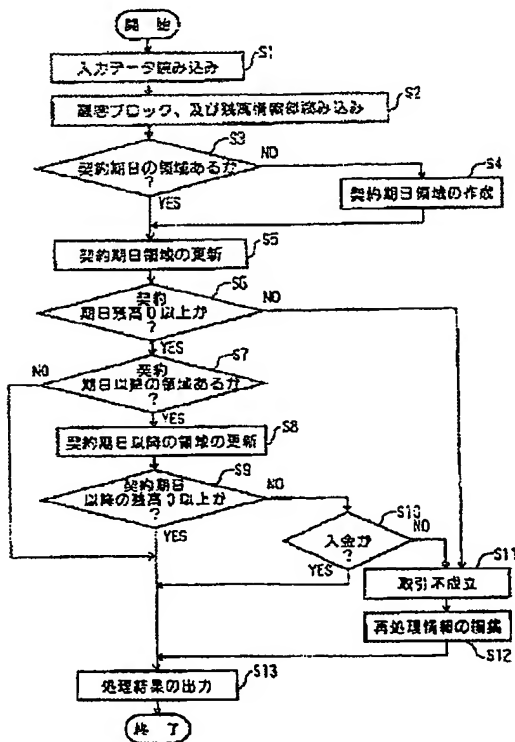 開始
S1
入力データ読み込み
S2
顧客ブロック、及び残高情報部読み込み
S3
契約期日の領域あるか
?
NO
YES
S4
契約期日領域の作成
S5
契約期日領域の更新
S6
契約
期日残高0以上か
?
NO
YES
S7
契約
期日以降の領域あるか
?
NO
YES
S8
契約期日以降の領域の更新
S9
契約期日
以降の残高0以上か
?
NO
YES
S10
入金か
?
NO
YES
S11
取引不成立
再処理情報の編集
S12
S13
処理結果の出力
終了